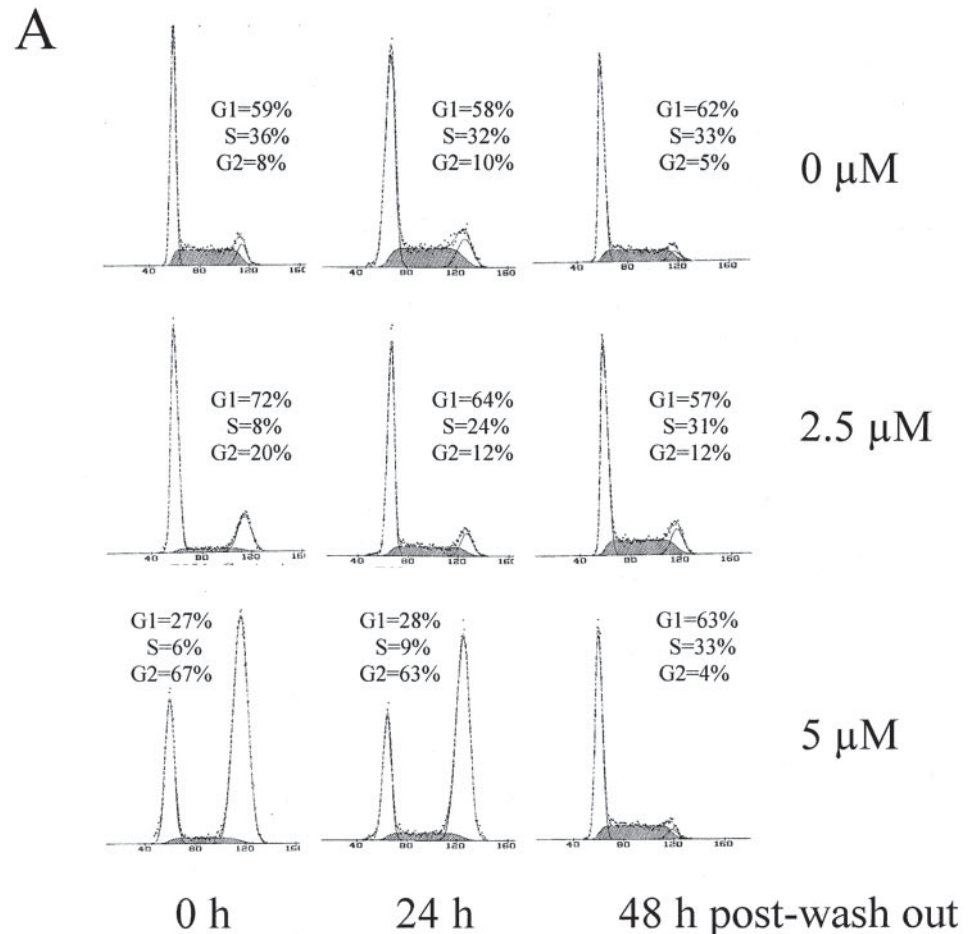 A
G1=59%
S=36%
G2=8%
40 80 120 160
G1=58%
S=32%
G2=10%
40 80 120 160
G1=62%
S=33%
G2=5%
40 80 120 160
0 µM
G1=72%
S=8%
G2=20%
40 80 120 160
G1=64%
S=24%
G2=12%
40 80 120 160
G1=57%
S=31%
G2=12%
40 80 120 160
2.5 µM
G1=27%
S=6%
G2=67%
40 80 120
G1=28%
S=9%
G2=63%
40 80 120 160
G1=63%
S=33%
G2=4%
40 80 120 160
5 µM
0 h 24 h 48 h post-wash out